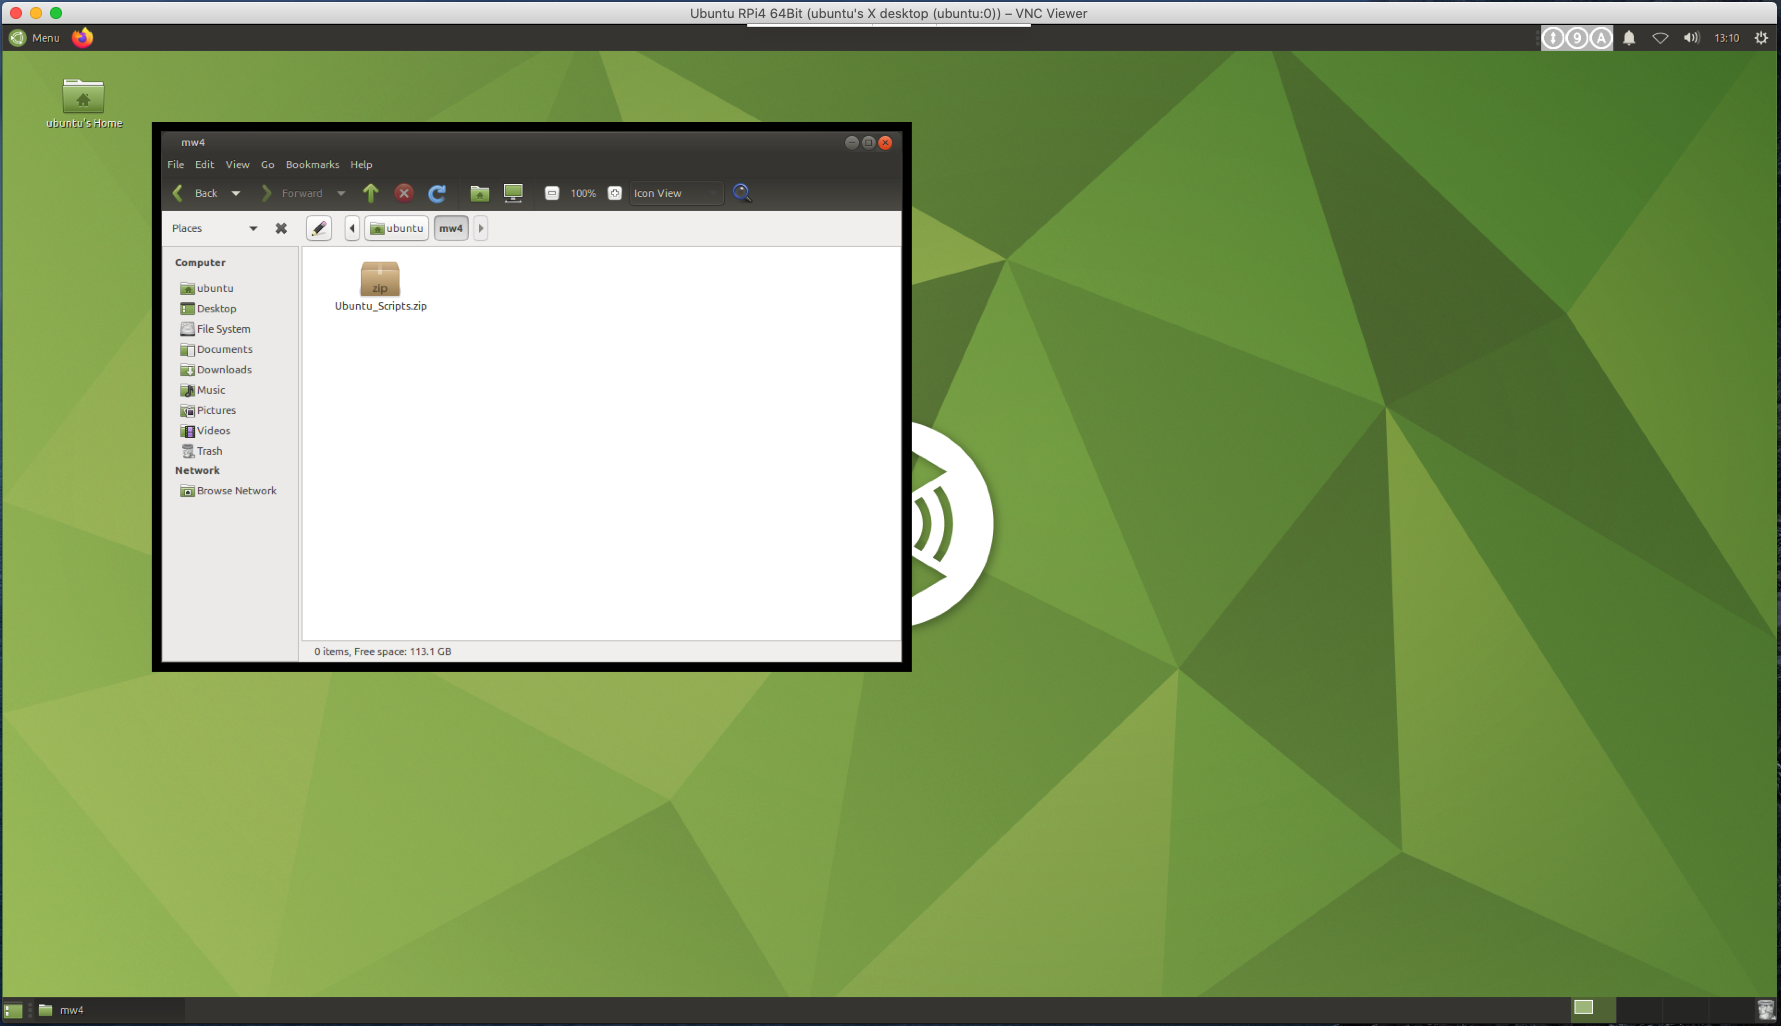 Ubuntu RPi4 64Bit (ubuntu's X desktop (ubuntu:0)) – VNC Viewer
Menu
9 A
13:10
ubuntu's Home
mw4
File Edit View Go Bookmarks Help
Back Forward 100% Icon View
Places ubuntu mw4
Computer
ubuntu
Desktop
File System
Documents
Downloads
Music
Pictures
Videos
Trash
Network
Browse Network
zip
Ubuntu_Scripts.zip
0 items, Free space: 113.1 GB
mw4